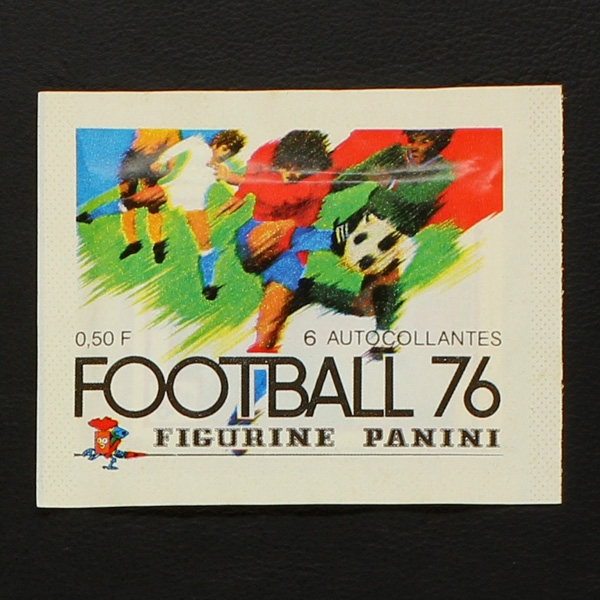 0,50 F 6 AUTOCOLLANTES
FOOTBALL 76
FIGURINE PANINI